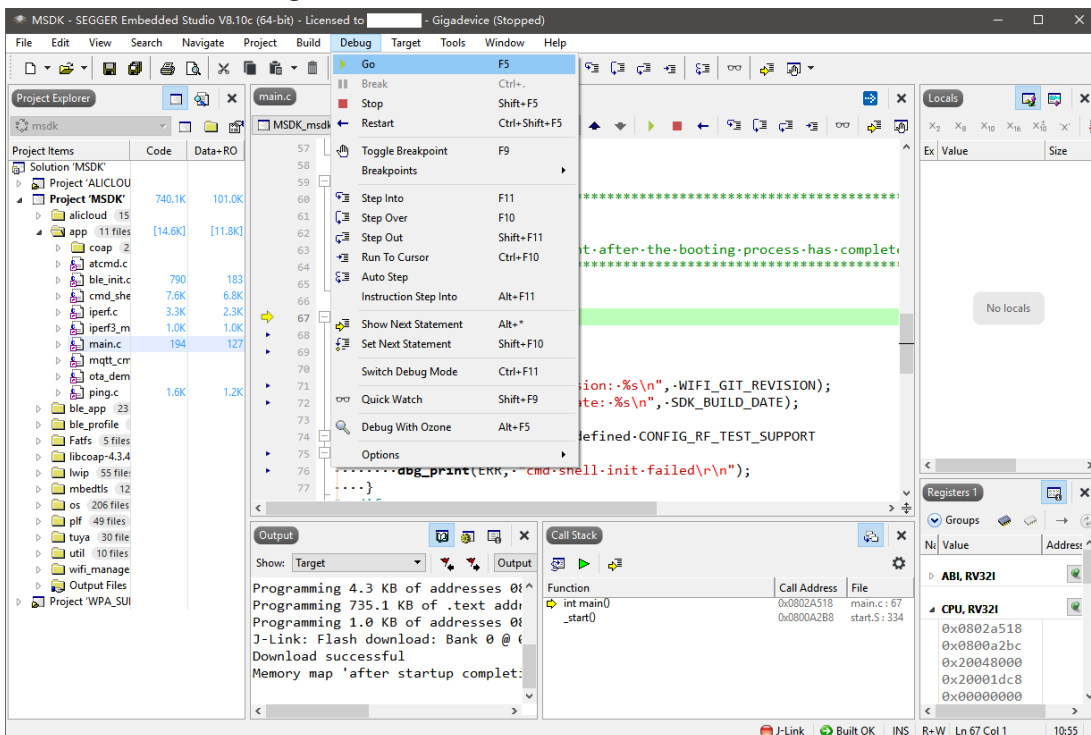 MSDK - SEGGER Embedded Studio V8.10c (64-bit) - Licensed to - Gigadevice (Stopped)
File Edit View Search Navigate Project Build Debug Target Tools Window Help
Project Explorer
msdk
Project Items Code Data+RO
Solution 'MSDK'
Project 'ALICLOU
Project 'MSDK' 740.1K 101.0K
alicloud 15
app 11 files [14.6K] [11.8K]
coap 2
atcmd.c
ble_init.c 790 183
cmd_she 7.6K 6.8K
iperf.c 3.3K 2.3K
iperf3_m 1.0K 1.0K
main.c 194 127
mqtt_cm
ota_dem
ping.c 1.6K 1.2K
ble_app 23
ble_profile
Fatfs 5 files
libcoap-4.3.4
lwip 55 file
mbedtls 12
os 206 files
plf 49 files
tuya 30 file
util 10 files
wifi_manage
Output Files
Project 'WPA_SUI
Go F5
Break Ctrl+.
Stop Shift+F5
Restart Ctrl+Shift+F5
Toggle Breakpoint F9
Breakpoints
Step Into F11
Step Over F10
Step Out Shift+F11
Run To Cursor Ctrl+F10
Auto Step
Instruction Step Into Alt+F11
Show Next Statement Alt+*
Set Next Statement Shift+F10
Switch Debug Mode Ctrl+F11
Quick Watch Shift+F9
Debug With Ozone Alt+F5
Options
main.c
MSDK_msdk
57
58
59
60 ****************************************
61
62
63 nt·after·the·booting·process·has·complete
64 ****************************************
65
66
67
68
69
70
71 sion:·%s\n",·WIFI_GIT_REVISION);
72 ate:·%s\n",·SDK_BUILD_DATE);
73
74 defined·CONFIG_RF_TEST_SUPPORT
75
76 ········dbg_print(ERR,·"cmd·shell·init·failed\r\n");
77 ····}
Output
Show: Target Output
Programming 4.3 KB of addresses 08
Programming 735.1 KB of .text addr
Programming 1.0 KB of addresses 08
J-Link: Flash download: Bank 0 @ 0
Download successful
Memory map 'after startup completi
Call Stack
Function Call Address File
int main() 0x0802A518 main.c : 67
_start() 0x0800A2B8 start.S : 334
Locals
x2 x8 x10 x16 x±10 'x'
Ex Value Size
No locals
Registers 1
Groups
Na Value Address
ABI, RV32I
CPU, RV32I
0x0802a518
0x0800a2bc
0x20048000
0x20001dc8
0x00000000
J-Link Built OK INS R+W Ln 67 Col 1 10:55